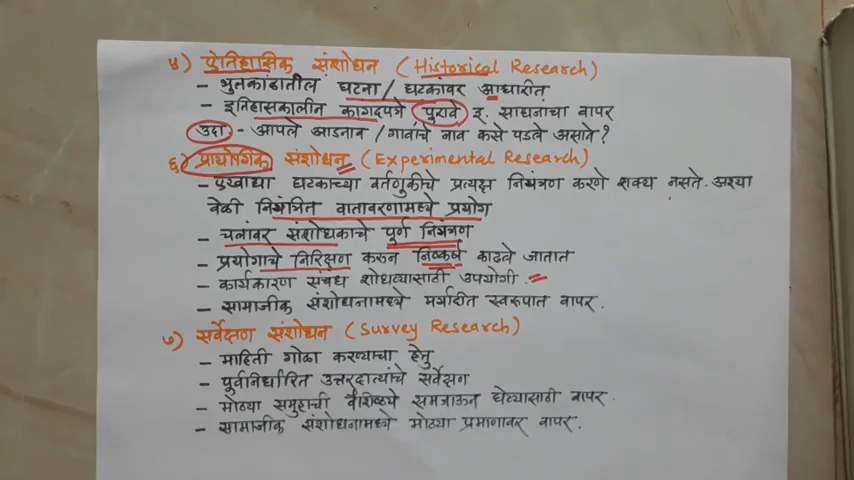 ५) ऐतिहासिक संशोधन (Historical Research)
- भुतकाळातील घटना / घटकांवर आधारीत
- इतिहासकालीन कागदपत्रे पुरावे इ. साधनाचा वापर
उदा. - आपले आडनाव / गावाचे नाव कसे पडले असावे?
६) प्रायोगिक संशोधन (Experimental Research)
- एखाद्या घटकाच्या वर्तणुकीचे प्रत्यक्ष नियंत्रण करणे शक्य नसते. अश्या
वेळी नियंत्रित वातावरणामध्ये प्रयोग
- चलांवर संशोधकाचे पुर्ण नियंत्रण
- प्रयोगाचे निरिक्षण करून निष्कर्ष काढले जातात
- कार्यकारण संबंध शोधण्यासाठी उपयोगी.
- सामाजीक संशोधनामध्ये मर्यादीत स्वरूपात वापर.
७) सर्वेक्षण संशोधन (Survey Research)
- माहिती गोळा करण्याचा हेतु
- पुर्वनिर्धारित उत्तरदात्यांचे सर्वेक्षण
- मोठ्या समुहाची वैशिष्ट्ये समजाऊन घेण्यासाठी वापर.
- सामाजीक संशोधनामध्ये मोठ्या प्रमाणावर वापर.